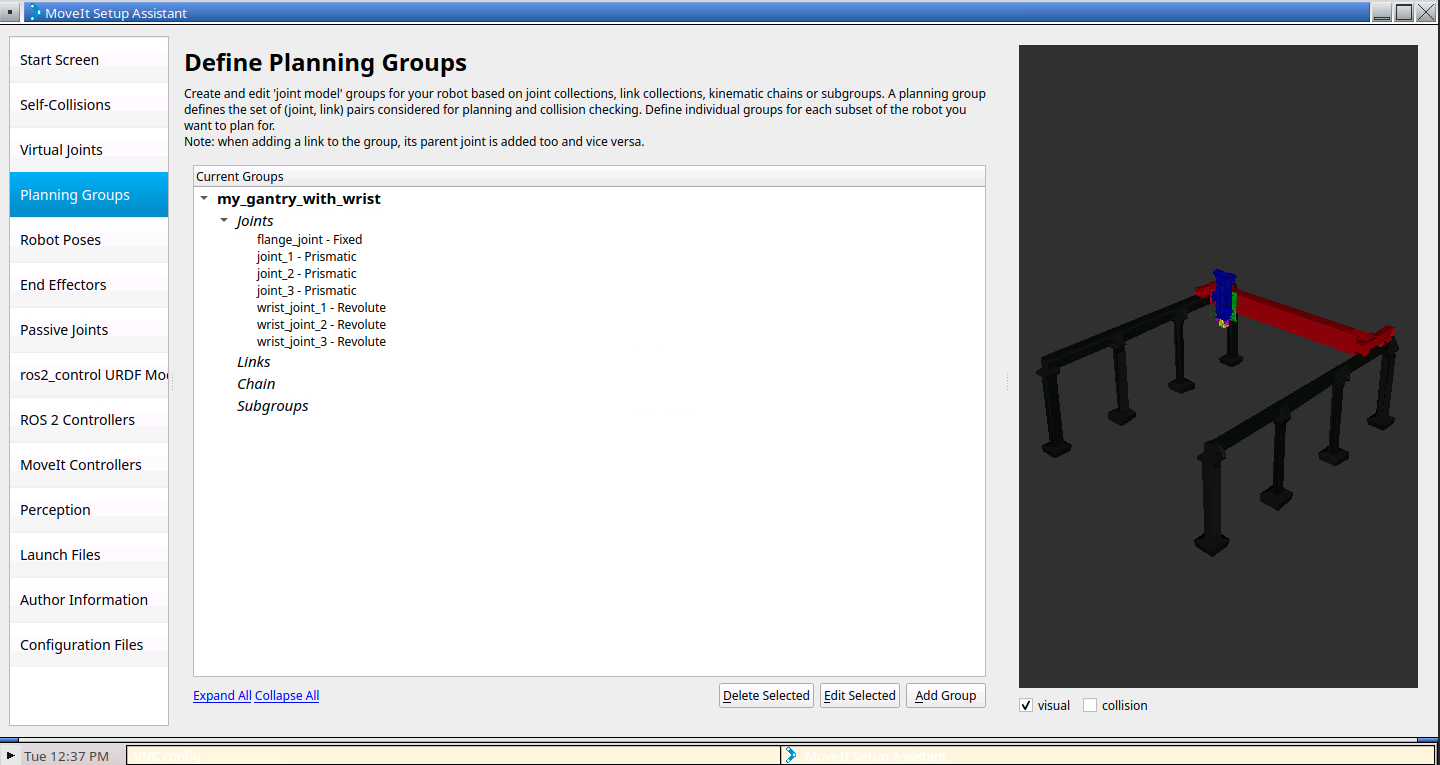 MoveIt Setup Assistant
Start Screen
Self-Collisions
Virtual Joints
Planning Groups
Robot Poses
End Effectors
Passive Joints
ros2_control URDF Mo
ROS 2 Controllers
MoveIt Controllers
Perception
Launch Files
Author Information
Configuration Files
Define Planning Groups
Create and edit 'joint model' groups for your robot based on joint collections, link collections, kinematic chains or subgroups. A planning group
defines the set of (joint, link) pairs considered for planning and collision checking. Define individual groups for each subset of the robot you
want to plan for.
Note: when adding a link to the group, its parent joint is added too and vice versa.
Current Groups
my_gantry_with_wrist
Joints
flange_joint - Fixed
joint_1 - Prismatic
joint_2 - Prismatic
joint_3 - Prismatic
wrist_joint_1 - Revolute
wrist_joint_2 - Revolute
wrist_joint_3 - Revolute
Links
Chain
Subgroups
Expand All Collapse All
Delete Selected
Edit Selected
Add Group
visual
collision
Tue 12:37 PM
MoveIt Setup Assistant